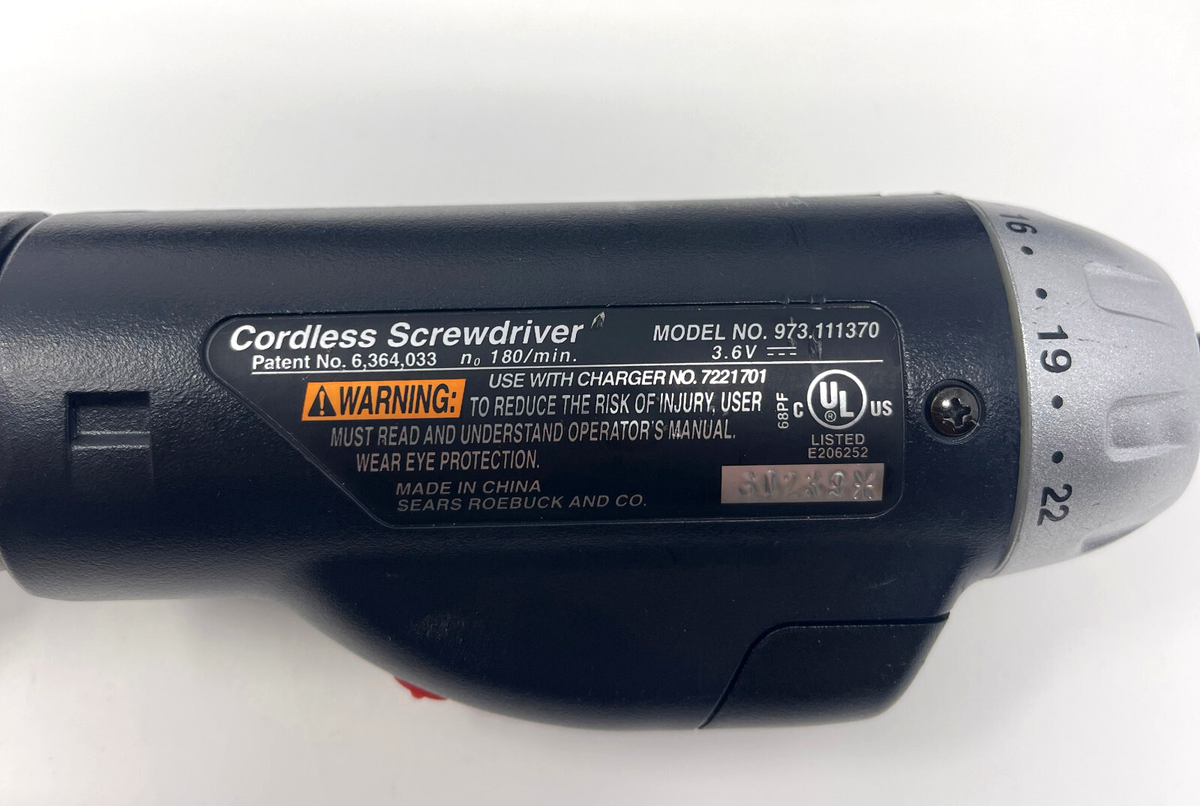 Cordless Screwdriver MODEL NO. 973.111370
Patent No. 6,364,033 n₀ 180/min. 3.6V ⎓
USE WITH CHARGER NO. 7221701
⚠WARNING: TO REDUCE THE RISK OF INJURY, USER
MUST READ AND UNDERSTAND OPERATOR'S MANUAL.
WEAR EYE PROTECTION.
MADE IN CHINA
SEARS ROEBUCK AND CO.
68PF
C UL® US
LISTED
E206252
16 • • 19 • • 22